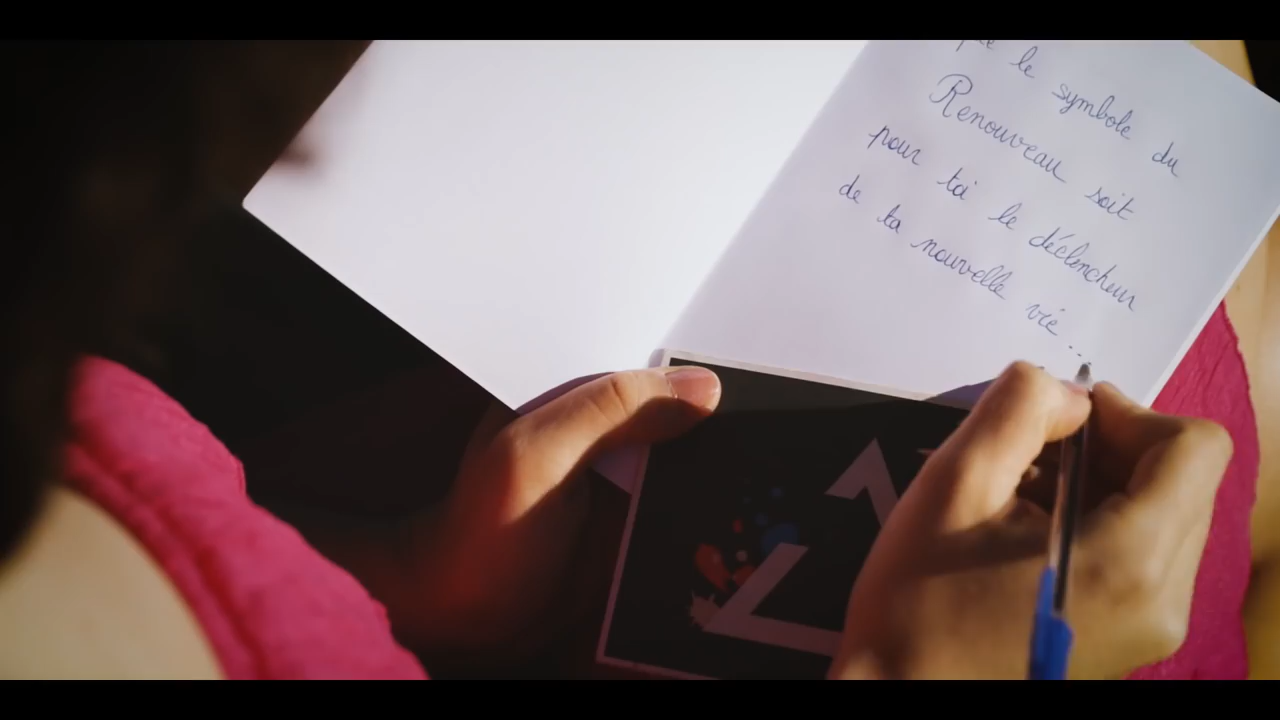 le symbole du
Renouveau soit
pour toi le déclencheur
de ta nouvelle vie...